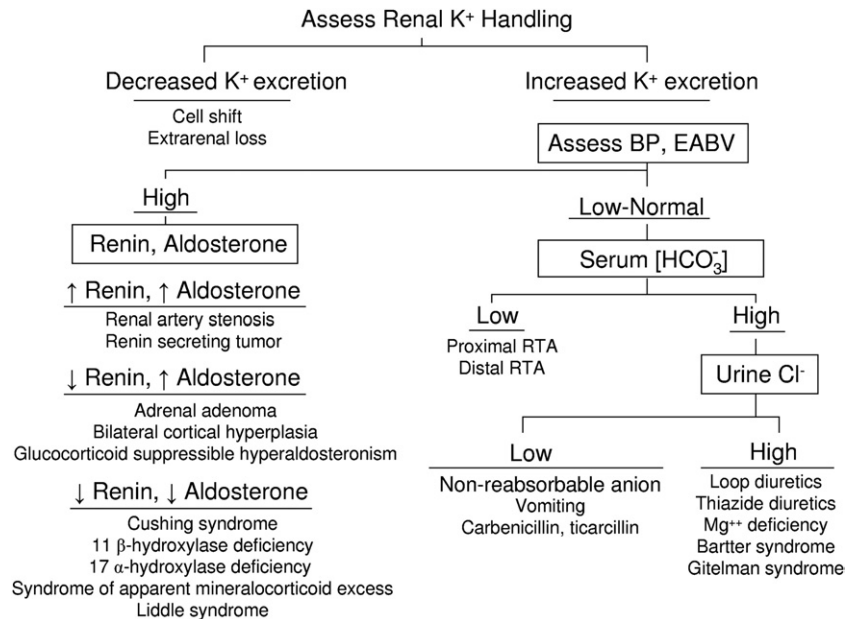 Assess Renal K⁺ Handling
Decreased K⁺ excretion
Cell shift
Extrarenal loss
Increased K⁺ excretion
Assess BP, EABV
High
Renin, Aldosterone
↑ Renin, ↑ Aldosterone
Renal artery stenosis
Renin secreting tumor
↓ Renin, ↑ Aldosterone
Adrenal adenoma
Bilateral cortical hyperplasia
Glucocorticoid suppressible hyperaldosteronism
↓ Renin, ↓ Aldosterone
Cushing syndrome
11 β-hydroxylase deficiency
17 α-hydroxylase deficiency
Syndrome of apparent mineralocorticoid excess
Liddle syndrome
Low-Normal
Serum [HCO₃⁻]
Low
Proximal RTA
Distal RTA
High
Urine Cl⁻
Low
Non-reabsorbable anion
Vomiting
Carbenicillin, ticarcillin
High
Loop diuretics
Thiazide diuretics
Mg⁺⁺ deficiency
Bartter syndrome
Gitelman syndrome